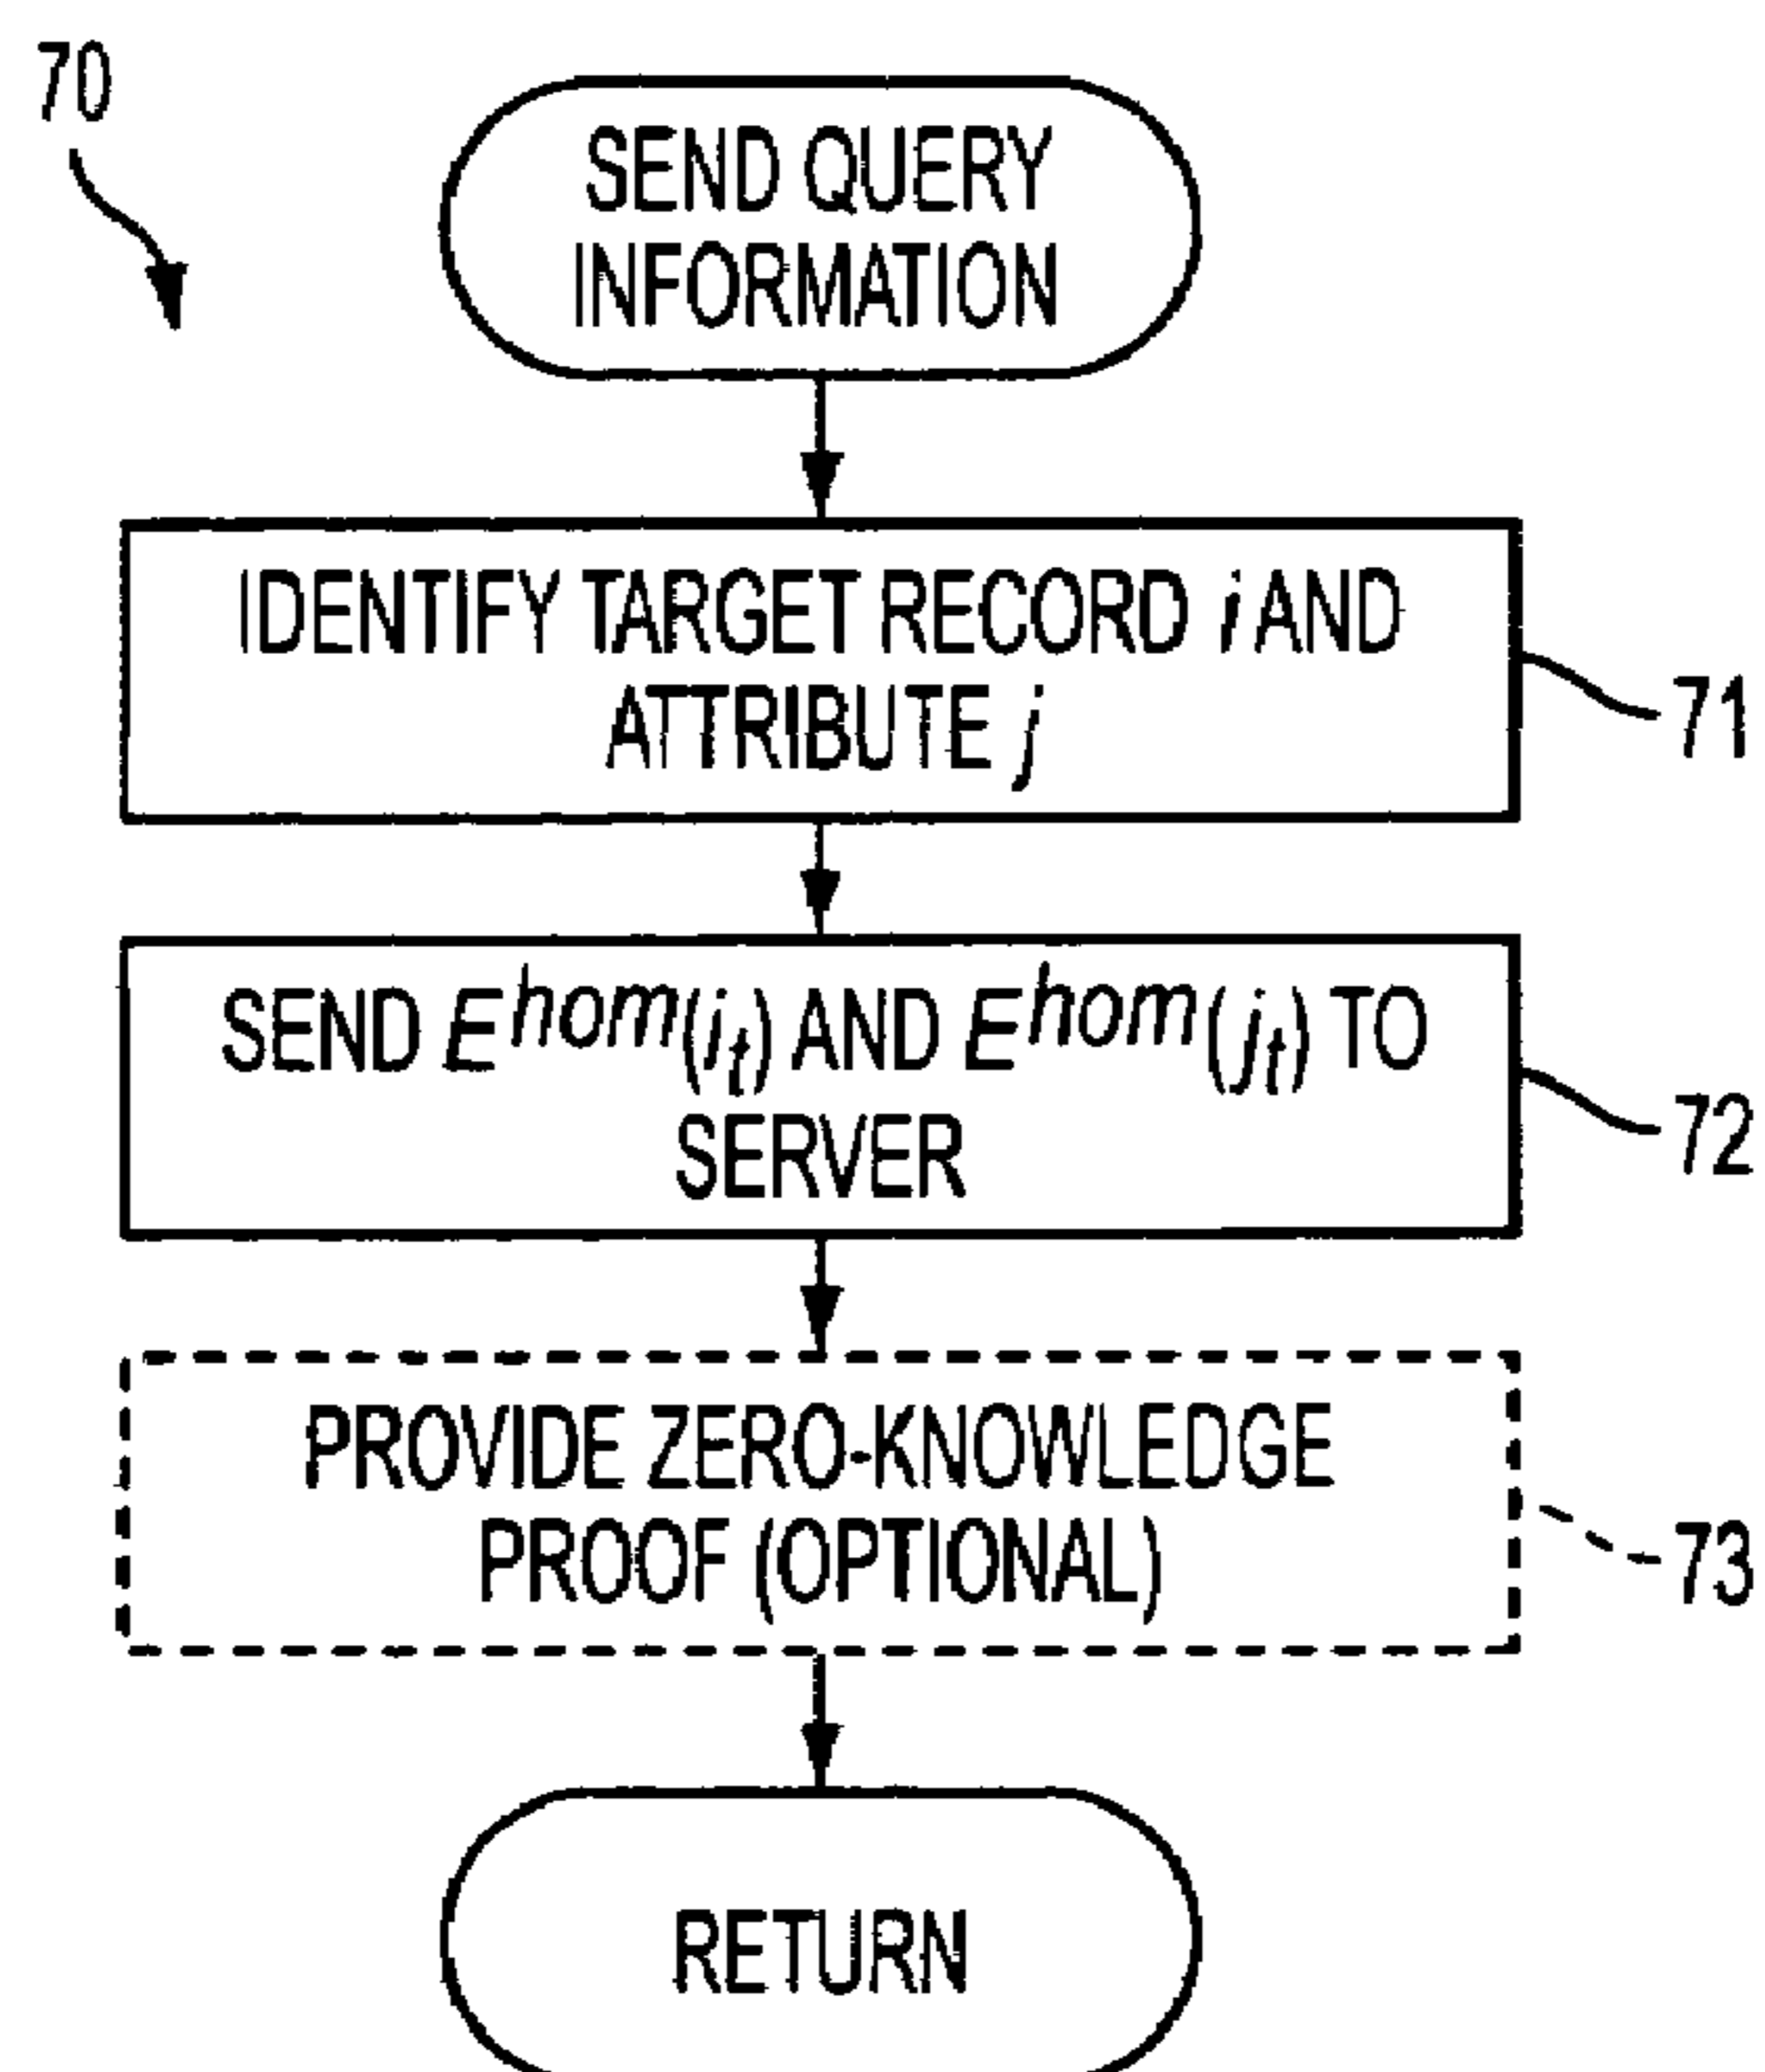 70
SEND QUERY
INFORMATION
IDENTIFY TARGET RECORD i AND
ATTRIBUTE j
71
SEND E^hom(i_t) AND E^hom(j_t) TO
SERVER
72
PROVIDE ZERO-KNOWLEDGE
PROOF (OPTIONAL)
73
RETURN